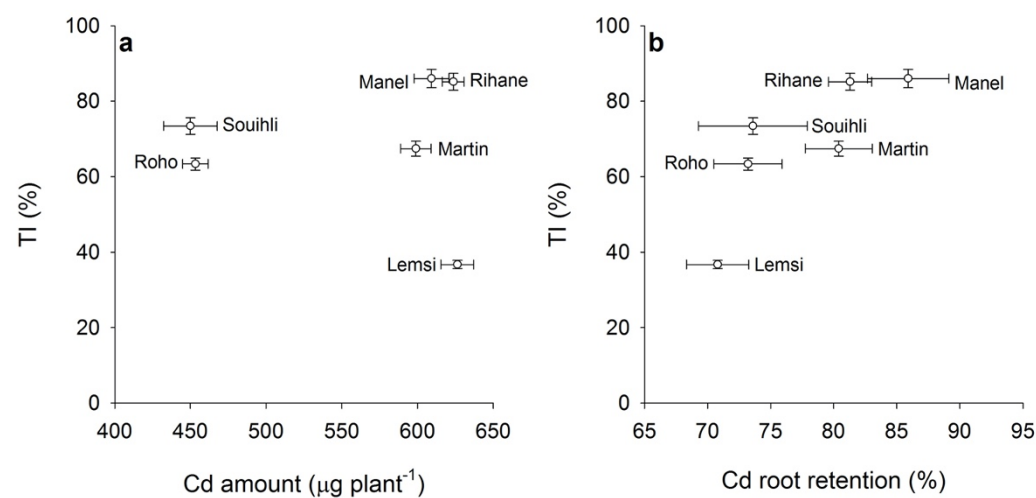 a
100
80
60
40
20
0
TI (%)
Manel
Rihane
Souihli
Roho
Martin
Lemsi
400 450 500 550 600 650
Cd amount (µg plant⁻¹)
b
100
80
60
40
20
0
TI (%)
Rihane
Manel
Souihli
Roho
Martin
Lemsi
65 70 75 80 85 90 95
Cd root retention (%)